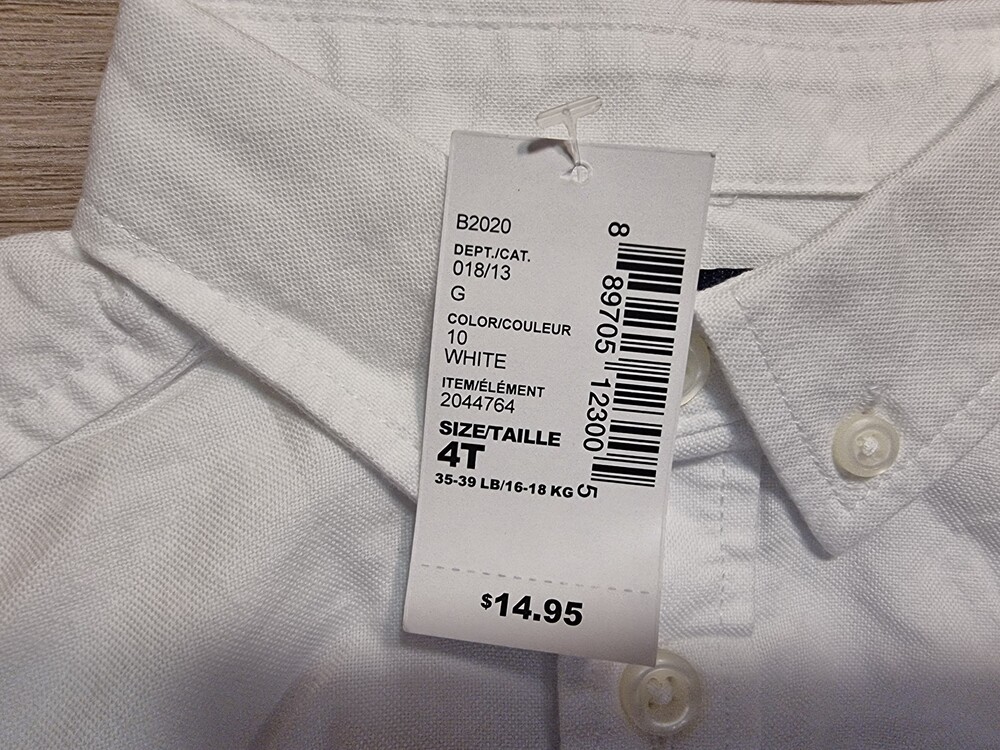 B2020
DEPT./CAT.
018/13
G
COLOR/COULEUR
10
WHITE
ITEM/ÉLÉMENT
2044764
SIZE/TAILLE
4T
35-39 LB/16-18 KG
8 89705 12300 5
$14.95